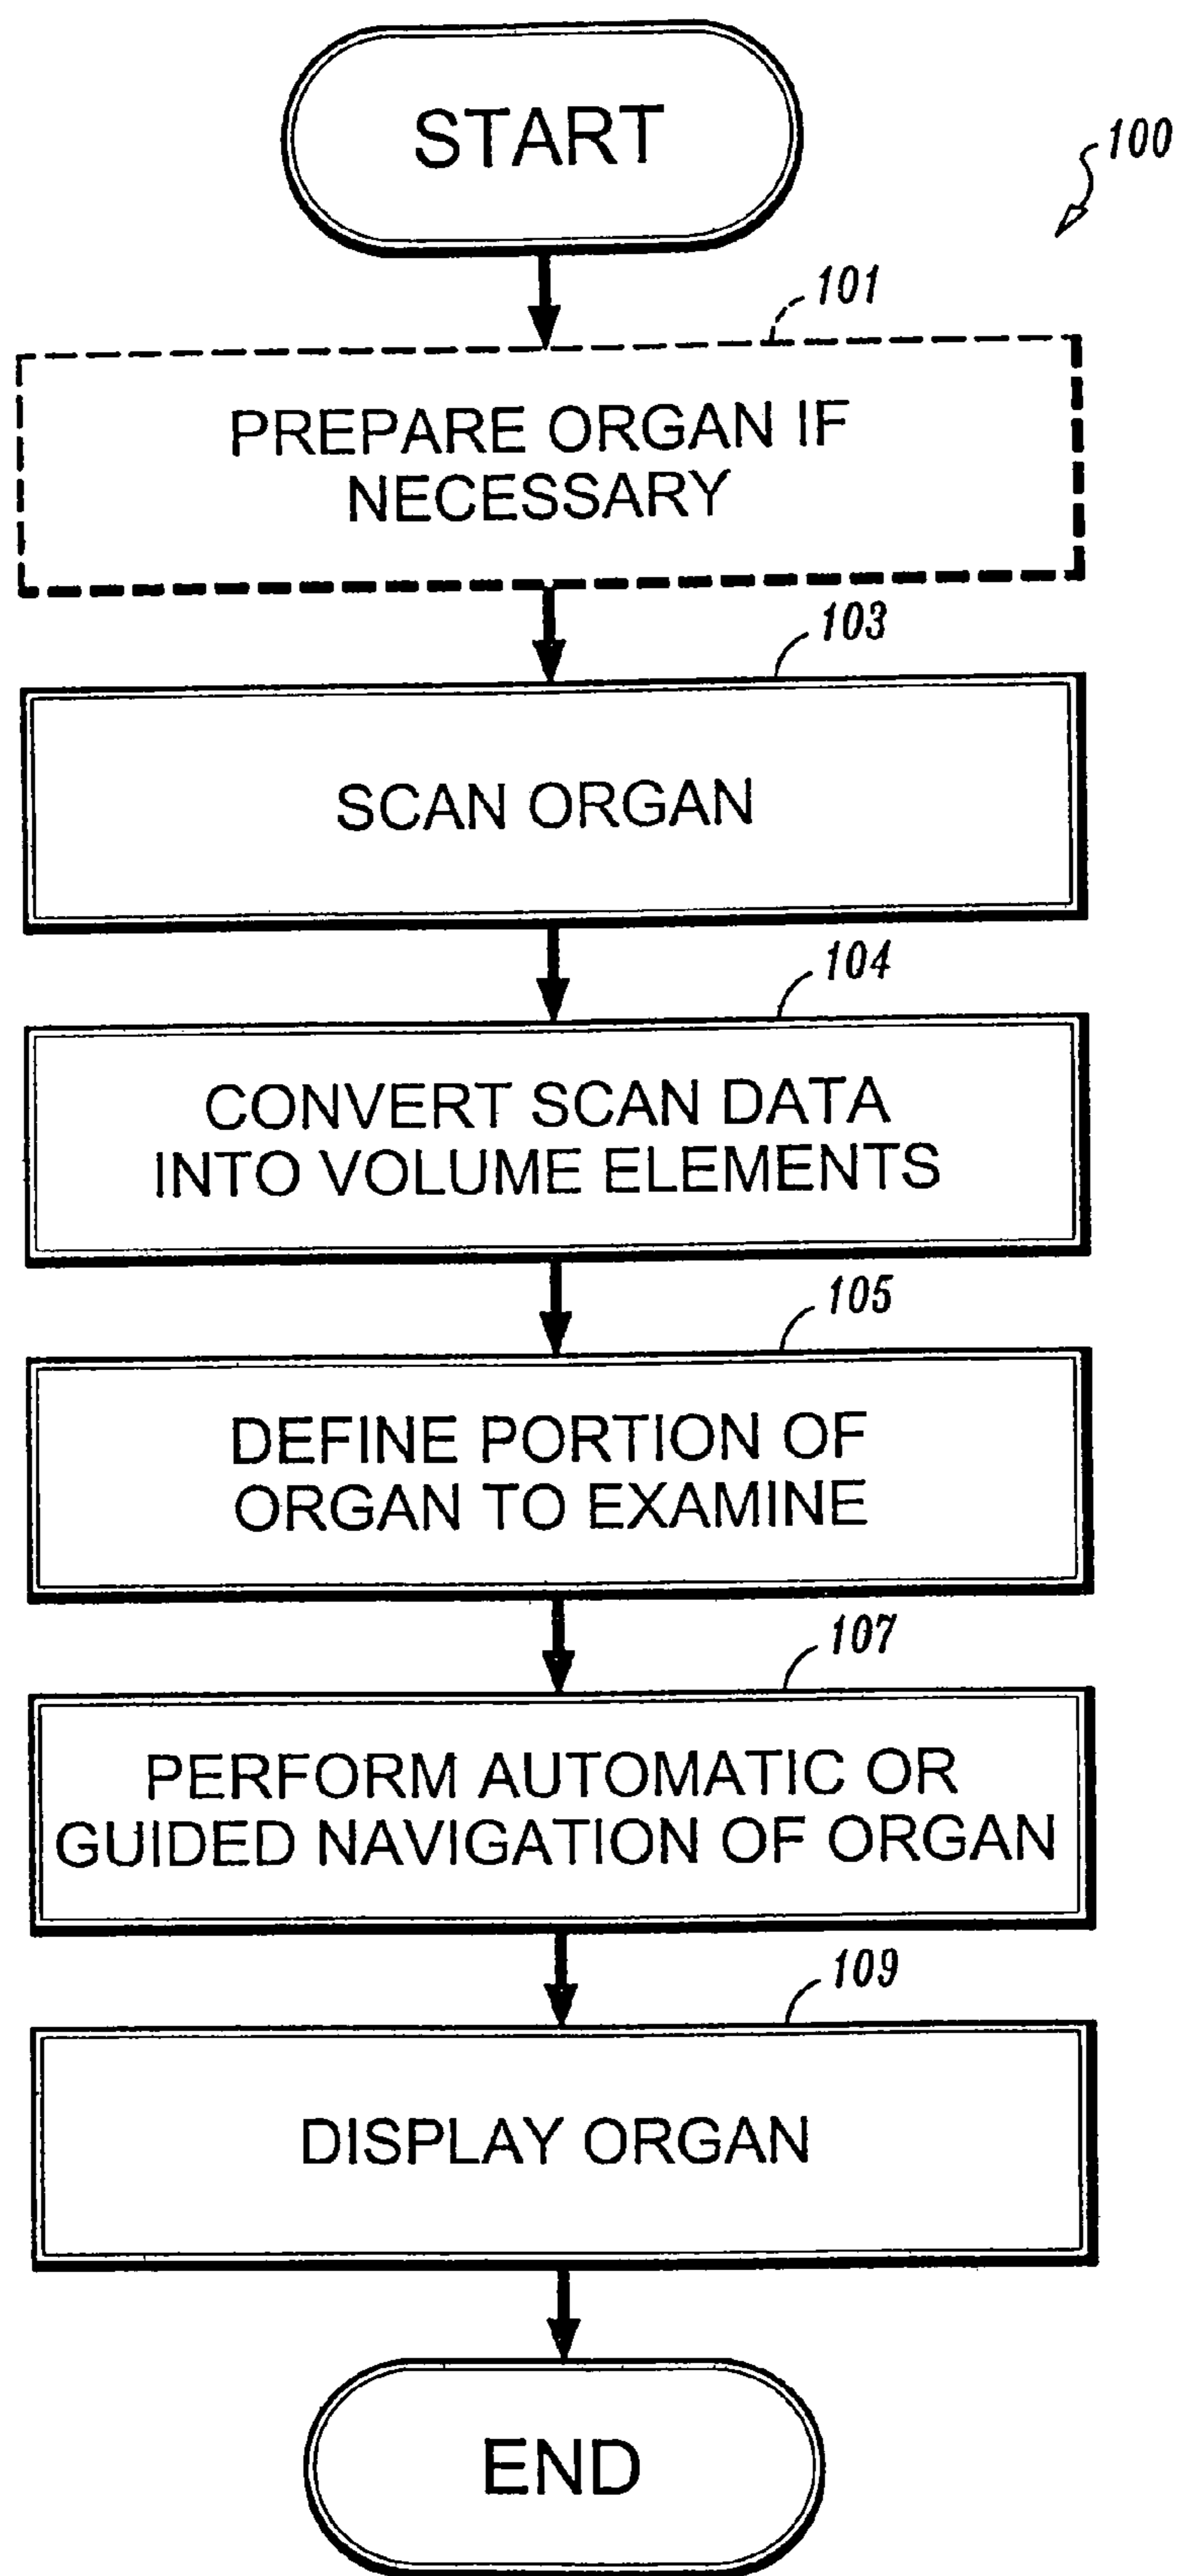 START
100
101
PREPARE ORGAN IF
NECESSARY
103
SCAN ORGAN
104
CONVERT SCAN DATA
INTO VOLUME ELEMENTS
105
DEFINE PORTION OF
ORGAN TO EXAMINE
107
PERFORM AUTOMATIC OR
GUIDED NAVIGATION OF ORGAN
109
DISPLAY ORGAN
END